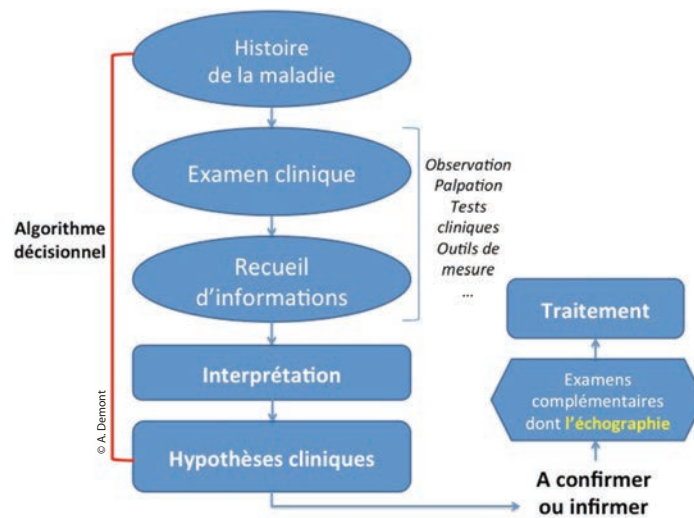 Histoire
de la maladie
Examen clinique
Observation
Palpation
Tests
cliniques
Outils de
mesure
...
Algorithme
décisionnel
Recueil
d'informations
Interprétation
Hypothèses cliniques
© A. Demont
Traitement
Examens
complémentaires
dont l'échographie
A confirmer
ou infirmer